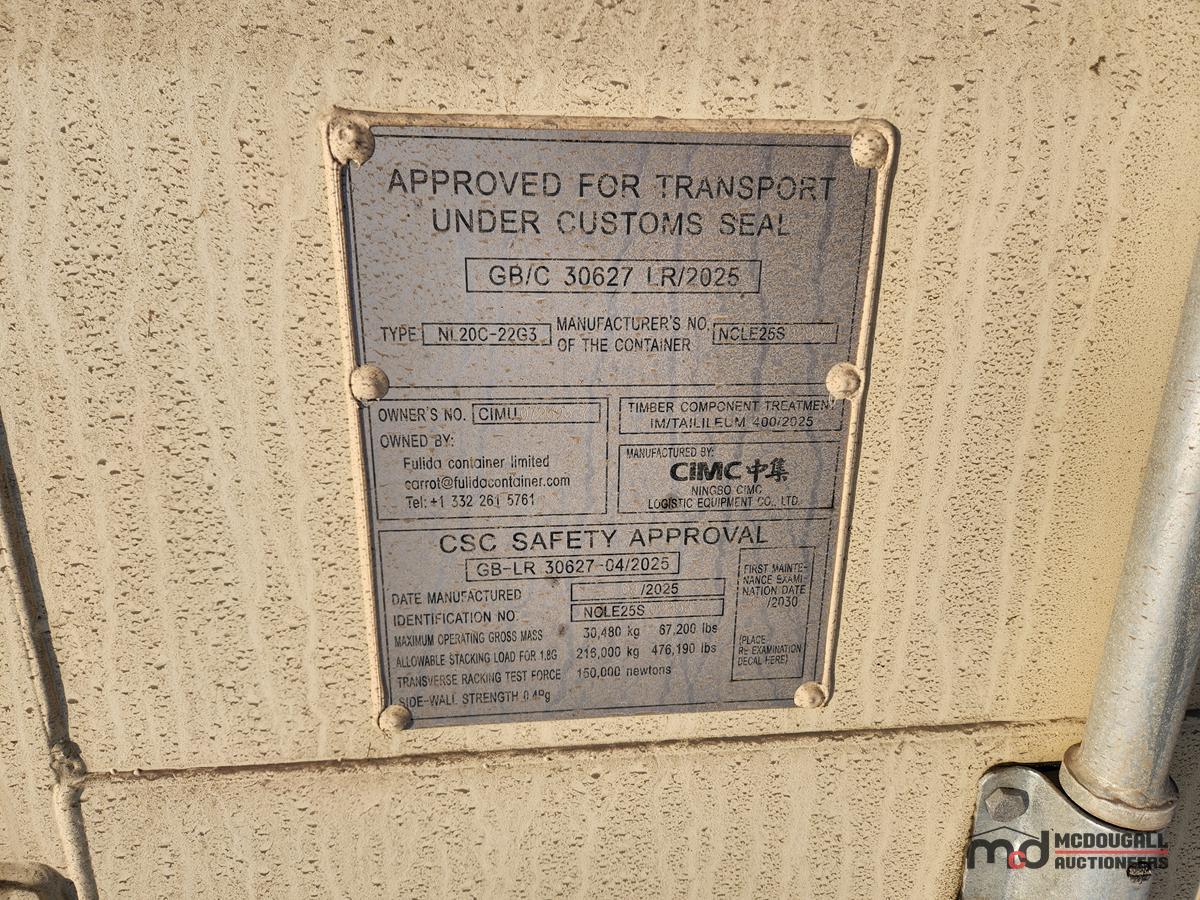 APPROVED FOR TRANSPORT
UNDER CUSTOMS SEAL
GB/C 30627 LR/2025
TYPE NL20C-22G3 MANUFACTURER'S NO. OF THE CONTAINER NCLE25S
OWNER'S NO. CIMU
OWNED BY:
Fulida container limited
carrot@fulidacontainer.com
Tel: +1 332 261 5761
TIMBER COMPONENT TREATMENT
IM/TAILILEUM 400/2025
MANUFACTURED BY:
CIMC 中集
NINGBO CIMC
LOGISTIC EQUIPMENT CO., LTD.
CSC SAFETY APPROVAL
GB-LR 30627-04/2025
DATE MANUFACTURED /2025
IDENTIFICATION NO. NCLE25S
MAXIMUM OPERATING GROSS MASS 30,480 kg 67,200 lbs
ALLOWABLE STACKING LOAD FOR 1.8G 216,000 kg 476,190 lbs
TRANSVERSE RACKING TEST FORCE 150,000 newtons
SIDE-WALL STRENGTH 0.4Pg
FIRST MAINTE-
NANCE EXAMI-
NATION DATE
/2030
(PLACE
RE EXAMINATION
DECAL HERE)
mcd MCDOUGALL
AUCTIONEERS